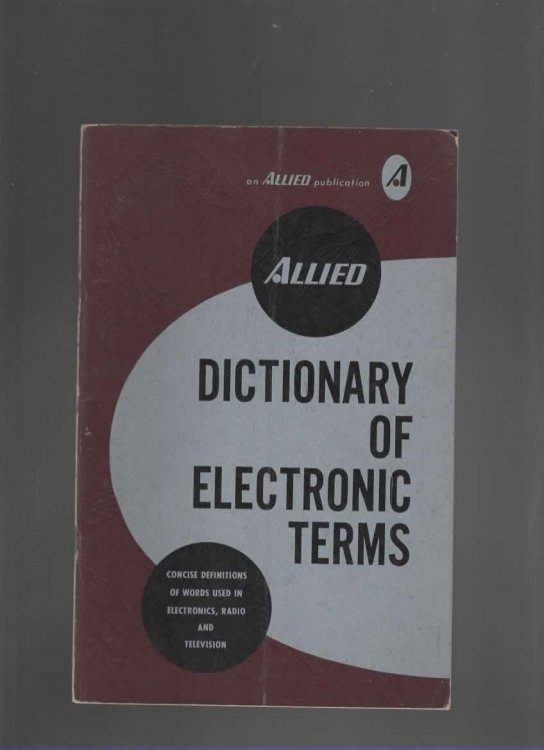 an ALLIED publication A
ALLIED
DICTIONARY
OF
ELECTRONIC
TERMS
CONCISE DEFINITIONS
OF WORDS USED IN
ELECTRONICS, RADIO
AND
TELEVISION